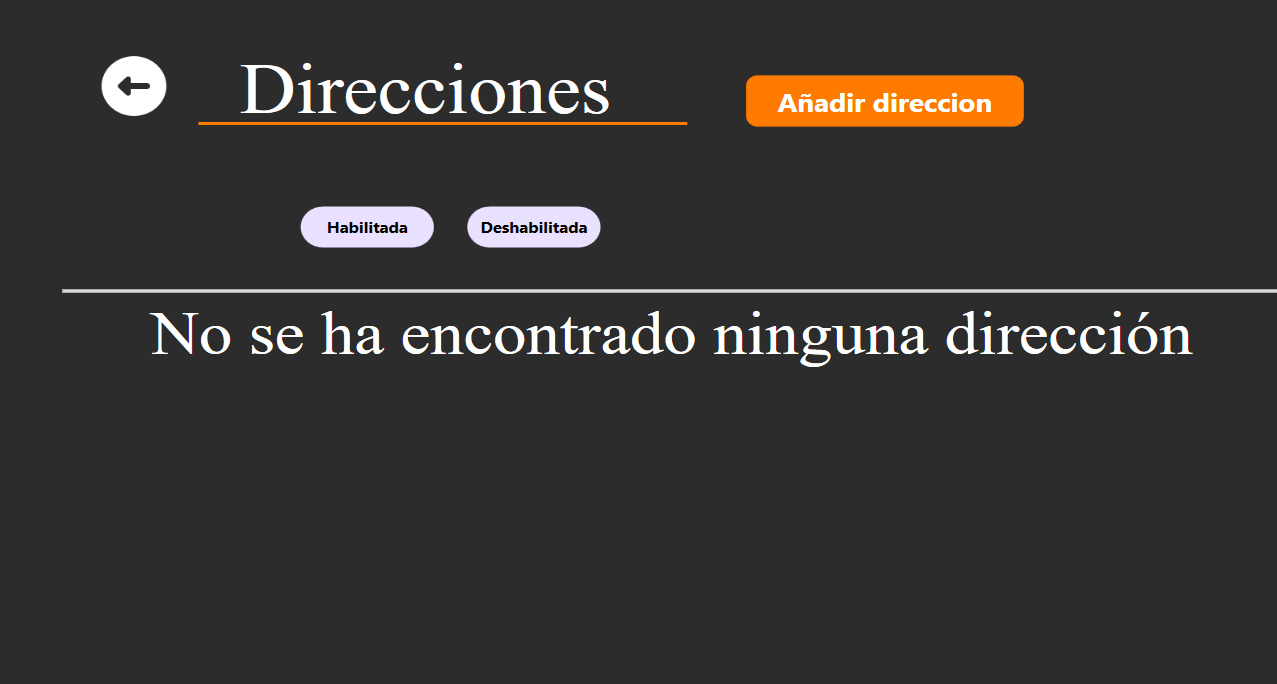 Direcciones
Añadir direccion
Habilitada
Deshabilitada
No se ha encontrado ninguna dirección